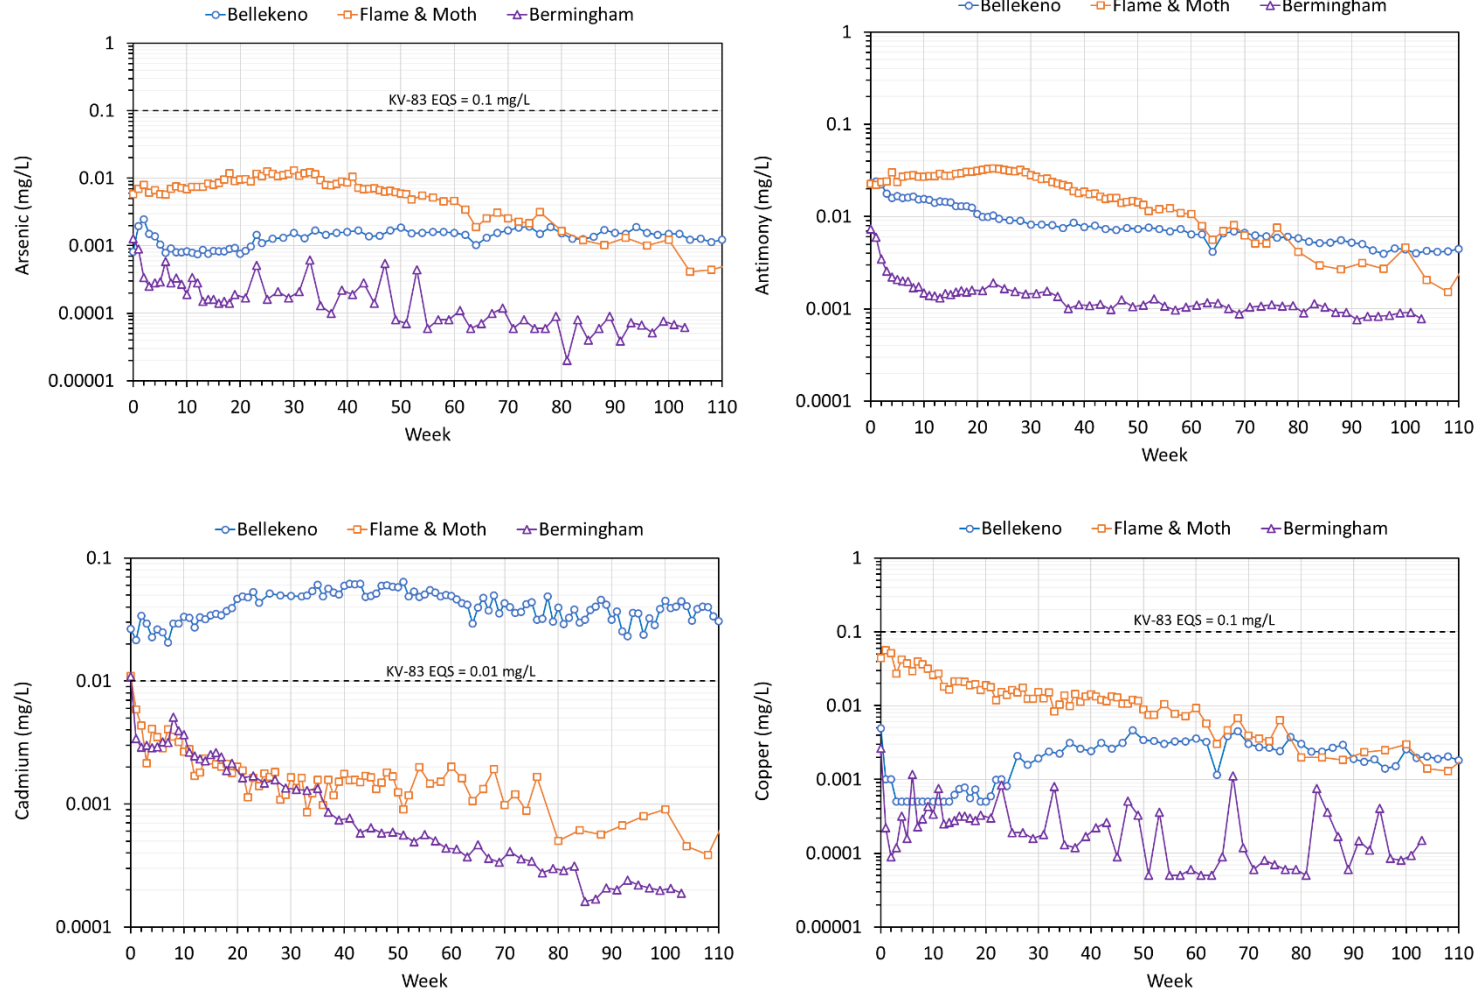 Bellekeno Flame & Moth Bermingham
1
KV-83 EQS = 0.1 mg/L
0.1
0.01
0.001
0.0001
0.00001
Arsenic (mg/L)
0 10 20 30 40 50 60 70 80 90 100 110
Week
Bellekeno Flame & Moth Bermingham
1
0.1
0.01
0.001
0.0001
Antimony (mg/L)
0 10 20 30 40 50 60 70 80 90 100 110
Week
Bellekeno Flame & Moth Bermingham
0.1
KV-83 EQS = 0.01 mg/L
0.01
0.001
0.0001
Cadmium (mg/L)
0 10 20 30 40 50 60 70 80 90 100 110
Week
Bellekeno Flame & Moth Bermingham
1
KV-83 EQS = 0.1 mg/L
0.1
0.01
0.001
0.0001
0.00001
Copper (mg/L)
0 10 20 30 40 50 60 70 80 90 100 110
Week